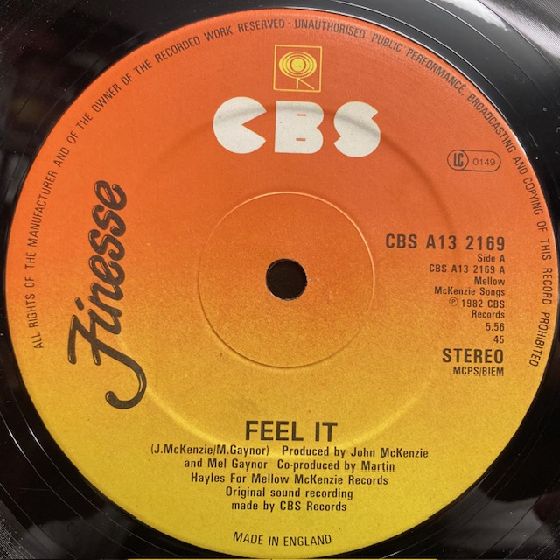 ALL RIGHTS OF THE MANUFACTURER AND OF THE OWNER OF THE RECORDED WORK RESERVED · UNAUTHORISED PUBLIC PERFORMANCE, BROADCASTING AND COPYING OF THIS RECORD PROHIBITED
CBS
LC 0149
Finesse
CBS A13 2169
Side A
CBS A13 2169 A
Mellow
McKenzie Songs
℗ 1982 CBS
Records
5.56
45
STEREO
MCPS/BIEM
FEEL IT
(J.McKenzie/M.Gaynor) Produced by John McKenzie
and Mel Gaynor Co-produced by Martin
Hayles For Mellow McKenzie Records
Original sound recording
made by CBS Records
MADE IN ENGLAND